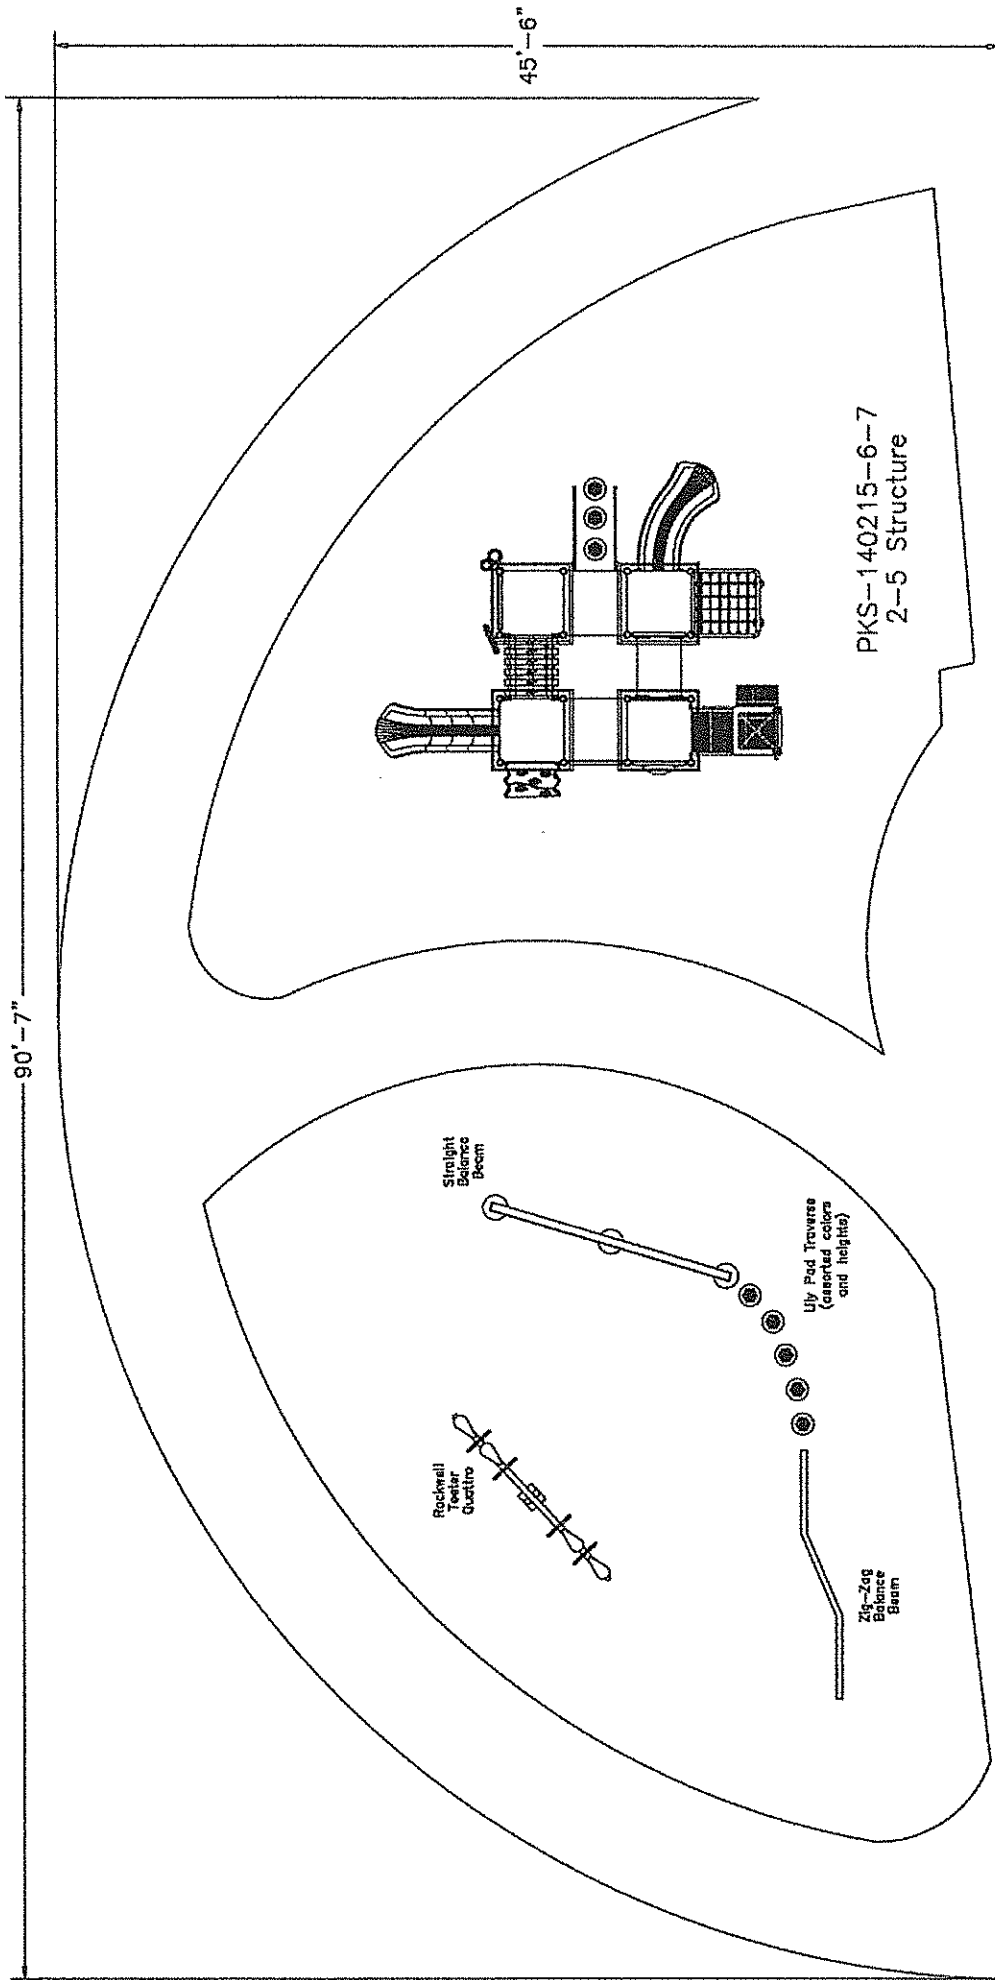 90'-7"
45'-6"
Straight
Balance
Beam
Rockwell
Teeter
Quattro
Lily Pad Traverse
(assorted colors
and heights)
Zig-Zag
Balance
Beam
PKS-140215-6-7
2-5 Structure